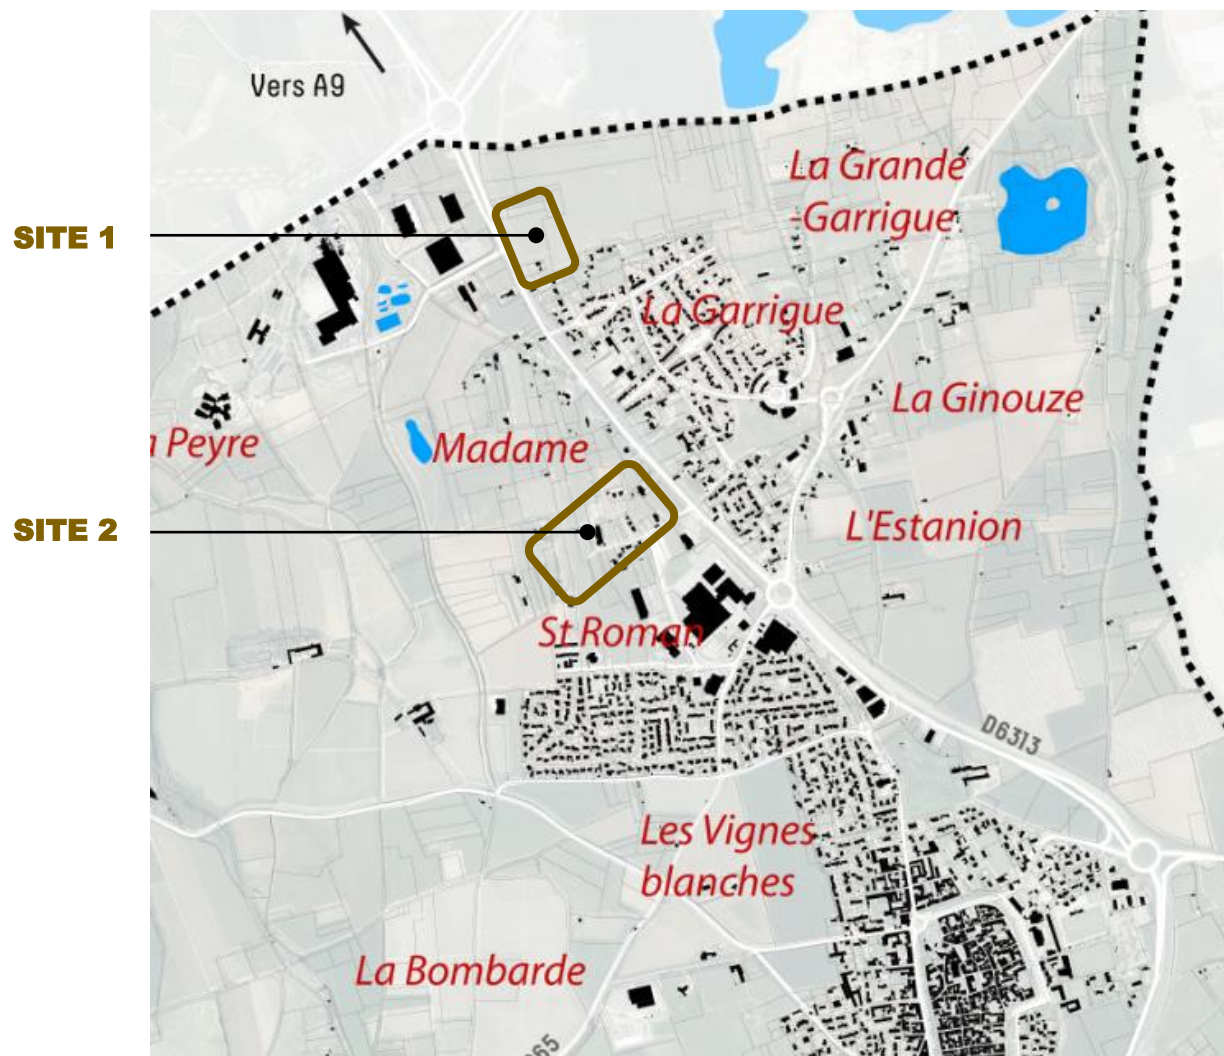 Vers A9
La Grande
-Garrigue
SITE 1
La Garrigue
La Ginouze
a Peyre
Madame
SITE 2
L'Estanion
St Roman
D6313
Les Vignes
blanches
La Bombarde
065